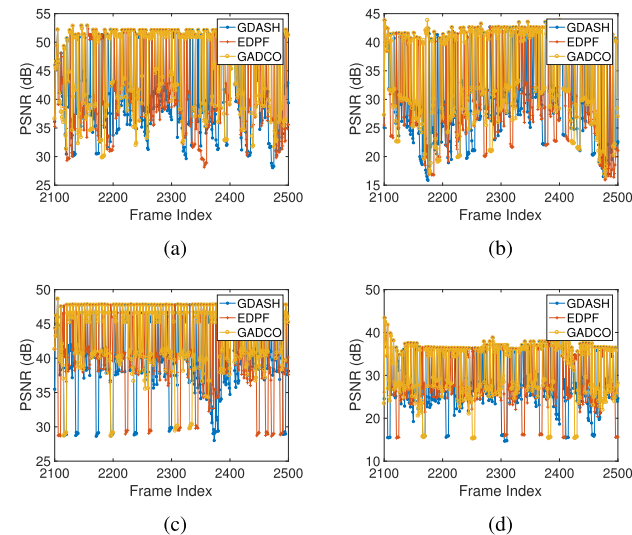 55
50
45
40
35
30
25
PSNR (dB)
2100 2200 2300 2400 2500
Frame Index
GDASH
EDPF
GADCO
(a)
45
40
35
30
25
20
15
PSNR (dB)
2100 2200 2300 2400 2500
Frame Index
GDASH
EDPF
GADCO
(b)
50
45
40
35
30
25
PSNR (dB)
2100 2200 2300 2400 2500
Frame Index
GDASH
EDPF
GADCO
(c)
50
40
30
20
10
PSNR (dB)
2100 2200 2300 2400 2500
Frame Index
GDASH
EDPF
GADCO
(d)